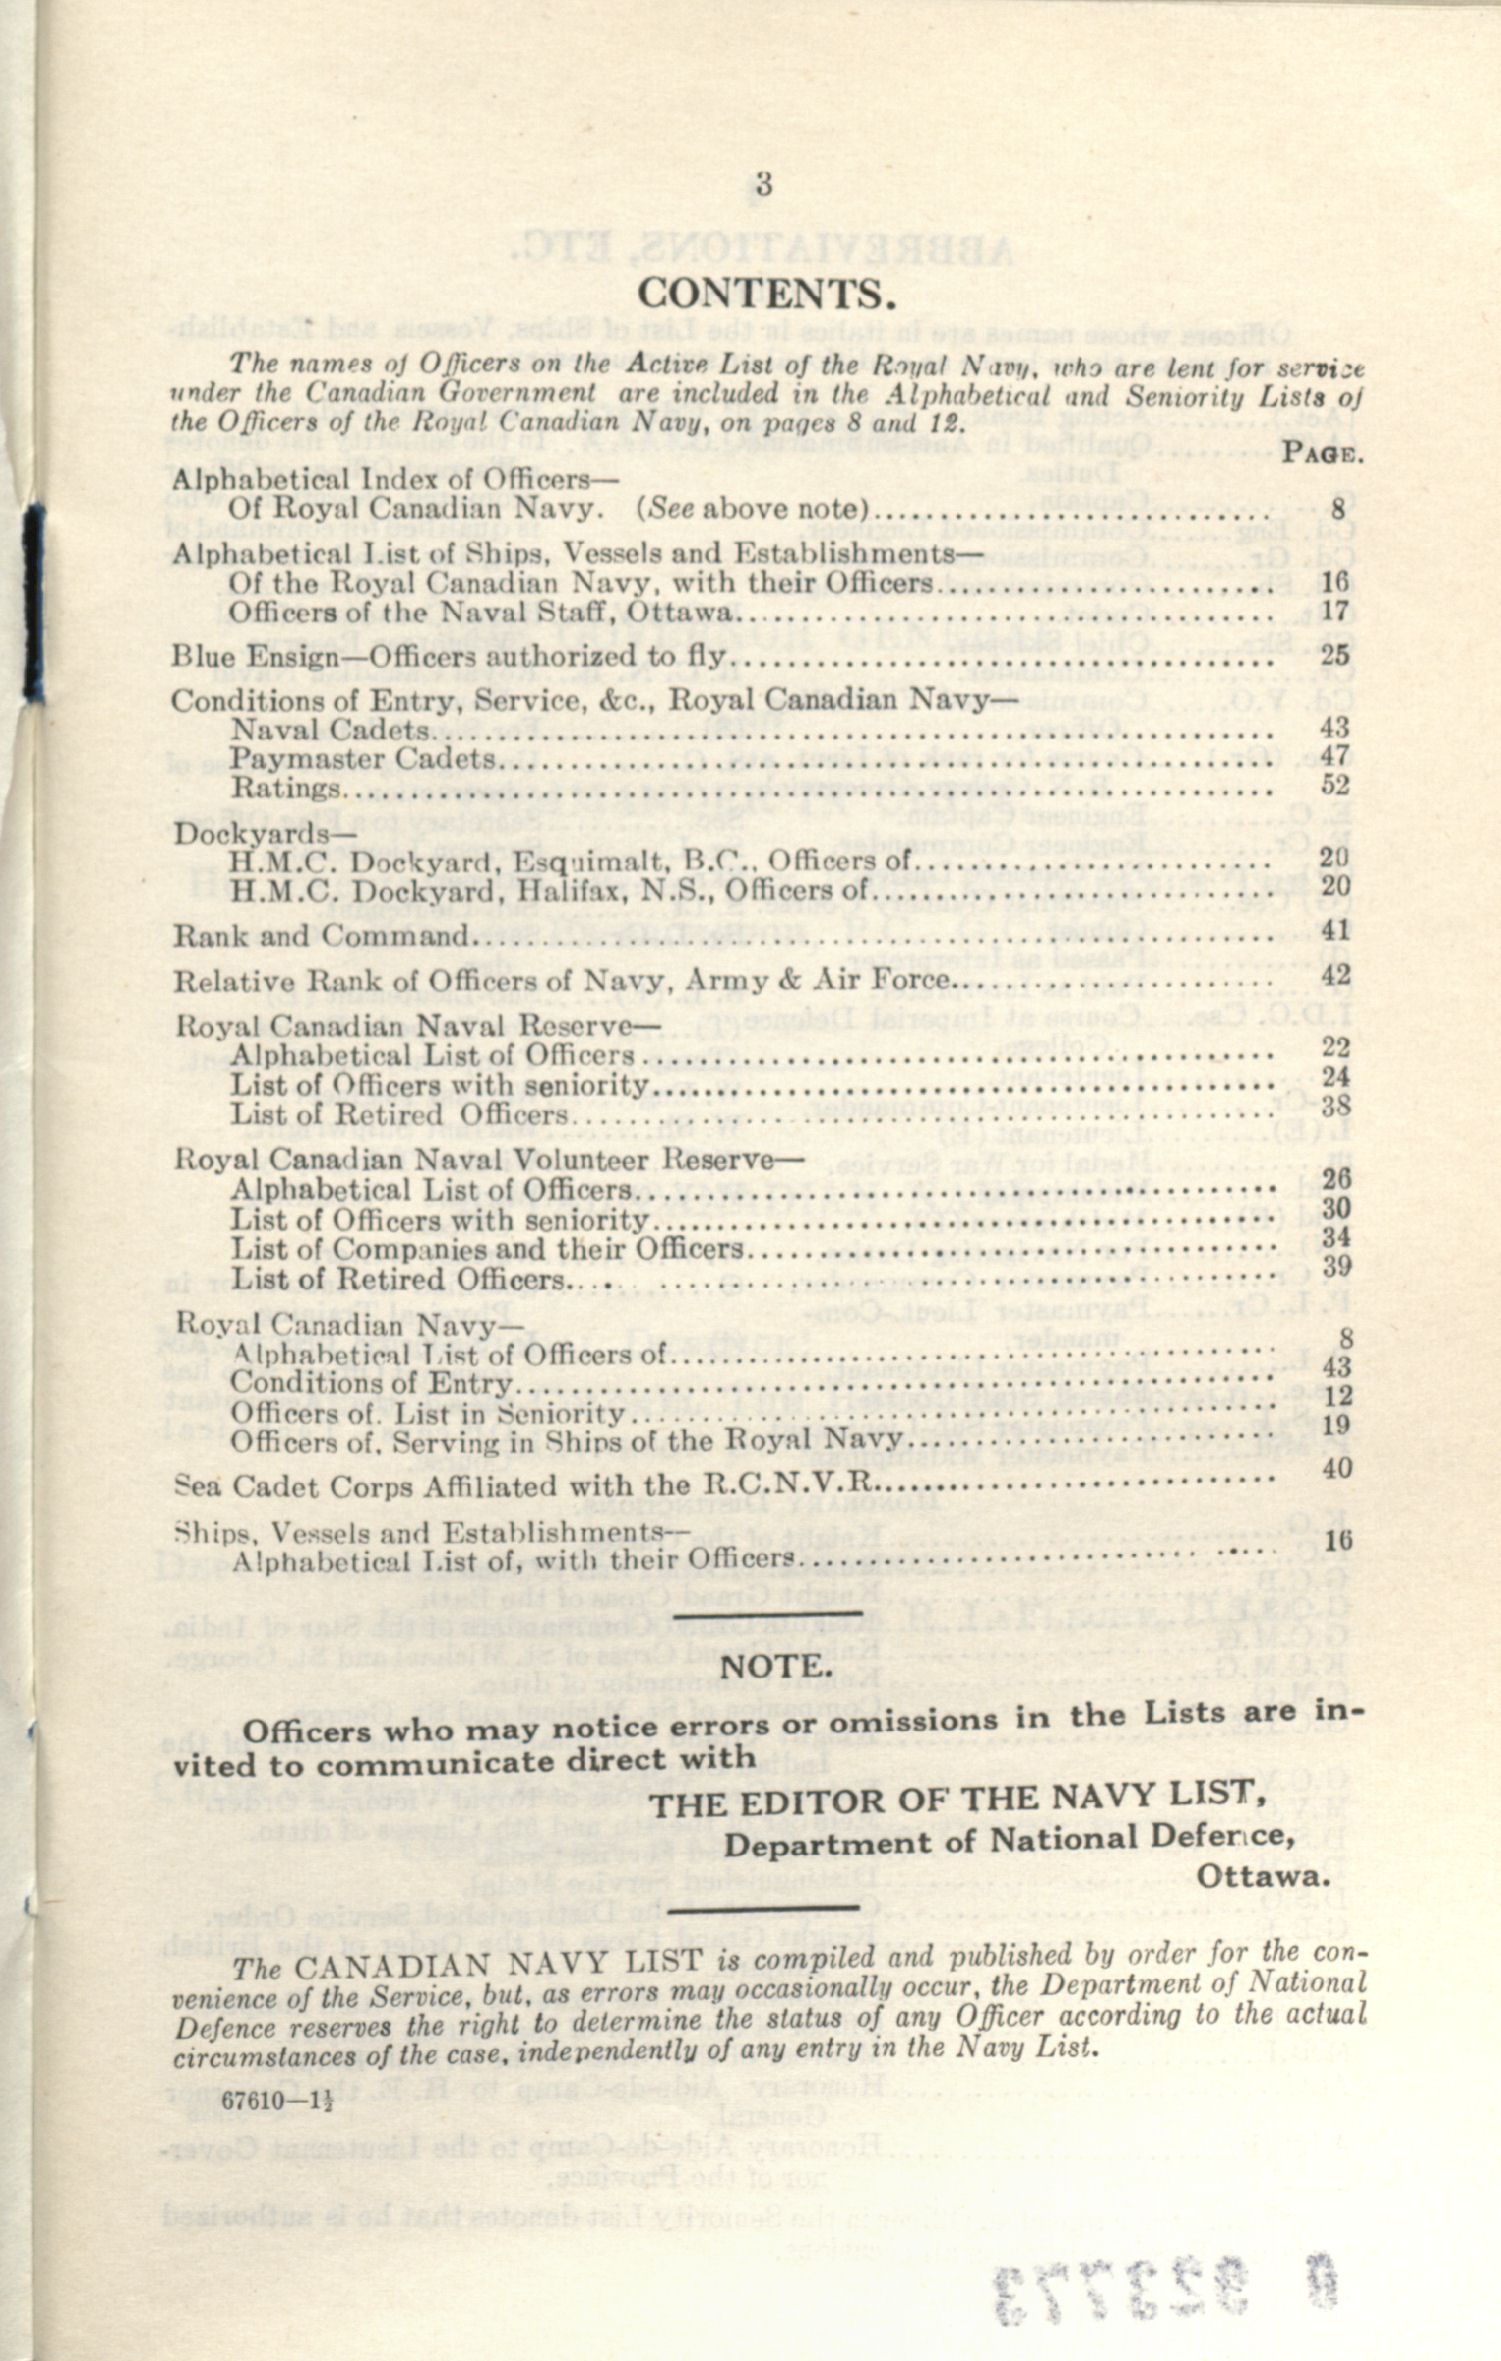 3
CONTENTS.
The names of Officers on the Active List of the Royal Navy, who are lent for service
under the Canadian Government are included in the Alphabetical and Seniority Lists of
the Officers of the Royal Canadian Navy, on pages 8 and 12.
PAGE.
Alphabetical Index of Officers—
Of Royal Canadian Navy. (See above note).............................. 8
Alphabetical List of Ships, Vessels and Establishments—
Of the Royal Canadian Navy, with their Officers......................... 16
Officers of the Naval Staff, Ottawa..................................... 17
Blue Ensign—Officers authorized to fly..................................... 25
Conditions of Entry, Service, &c., Royal Canadian Navy—
Naval Cadets......................................................... 43
Paymaster Cadets..................................................... 47
Ratings.............................................................. 52
Dockyards—
H.M.C. Dockyard, Esquimalt, B.C., Officers of........................... 20
H.M.C. Dockyard, Halifax, N.S., Officers of............................. 20
Rank and Command....................................................... 41
Relative Rank of Officers of Navy, Army & Air Force....................... 42
Royal Canadian Naval Reserve—
Alphabetical List of Officers........................................... 22
List of Officers with seniority.......................................... 24
List of Retired Officers................................................ 38
Royal Canadian Naval Volunteer Reserve—
Alphabetical List of Officers........................................... 26
List of Officers with seniority.......................................... 30
List of Companies and their Officers.................................... 34
List of Retired Officers................................................ 39
Royal Canadian Navy—
Alphabetical List of Officers of......................................... 8
Conditions of Entry.................................................... 43
Officers of. List in Seniority............................................ 12
Officers of, Serving in Ships of the Royal Navy.......................... 19
Sea Cadet Corps Affiliated with the R.C.N.V.R............................. 40
Ships, Vessels and Establishments—
Alphabetical List of, with their Officers................................. 16
NOTE.
Officers who may notice errors or omissions in the Lists are in-
vited to communicate direct with
THE EDITOR OF THE NAVY LIST,
Department of National Defence,
Ottawa.
The CANADIAN NAVY LIST is compiled and published by order for the con-
venience of the Service, but, as errors may occasionally occur, the Department of National
Defence reserves the right to determine the status of any Officer according to the actual
circumstances of the case, independently of any entry in the Navy List.
67610—1½